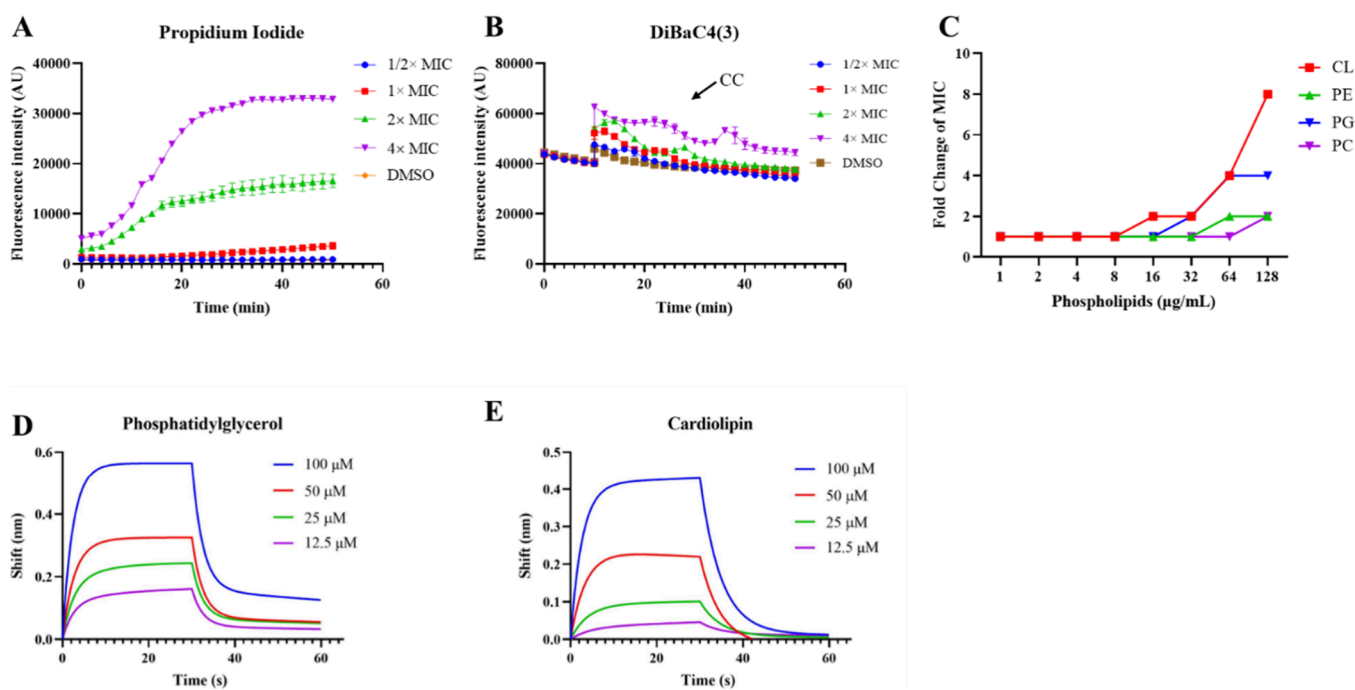 A
Propidium Iodide
Fluorescence intensity (AU)
40000
30000
20000
10000
0
0 20 40 60
Time (min)
1/2× MIC
1× MIC
2× MIC
4× MIC
DMSO
B
DiBaC4(3)
Fluorescence intensity (AU)
80000
60000
40000
20000
0
0 20 40 60
Time (min)
CC
1/2× MIC
1× MIC
2× MIC
4× MIC
DMSO
C
Fold Change of MIC
10
8
6
4
2
0
1 2 4 8 16 32 64 128
Phospholipids (µg/mL)
CL
PE
PG
PC
D
Phosphatidylglycerol
Shift (nm)
0.6
0.4
0.2
0.0
0 20 40 60
Time (s)
100 µM
50 µM
25 µM
12.5 µM
E
Cardiolipin
Shift (nm)
0.5
0.4
0.3
0.2
0.1
0.0
0 20 40 60
Time (s)
100 µM
50 µM
25 µM
12.5 µM